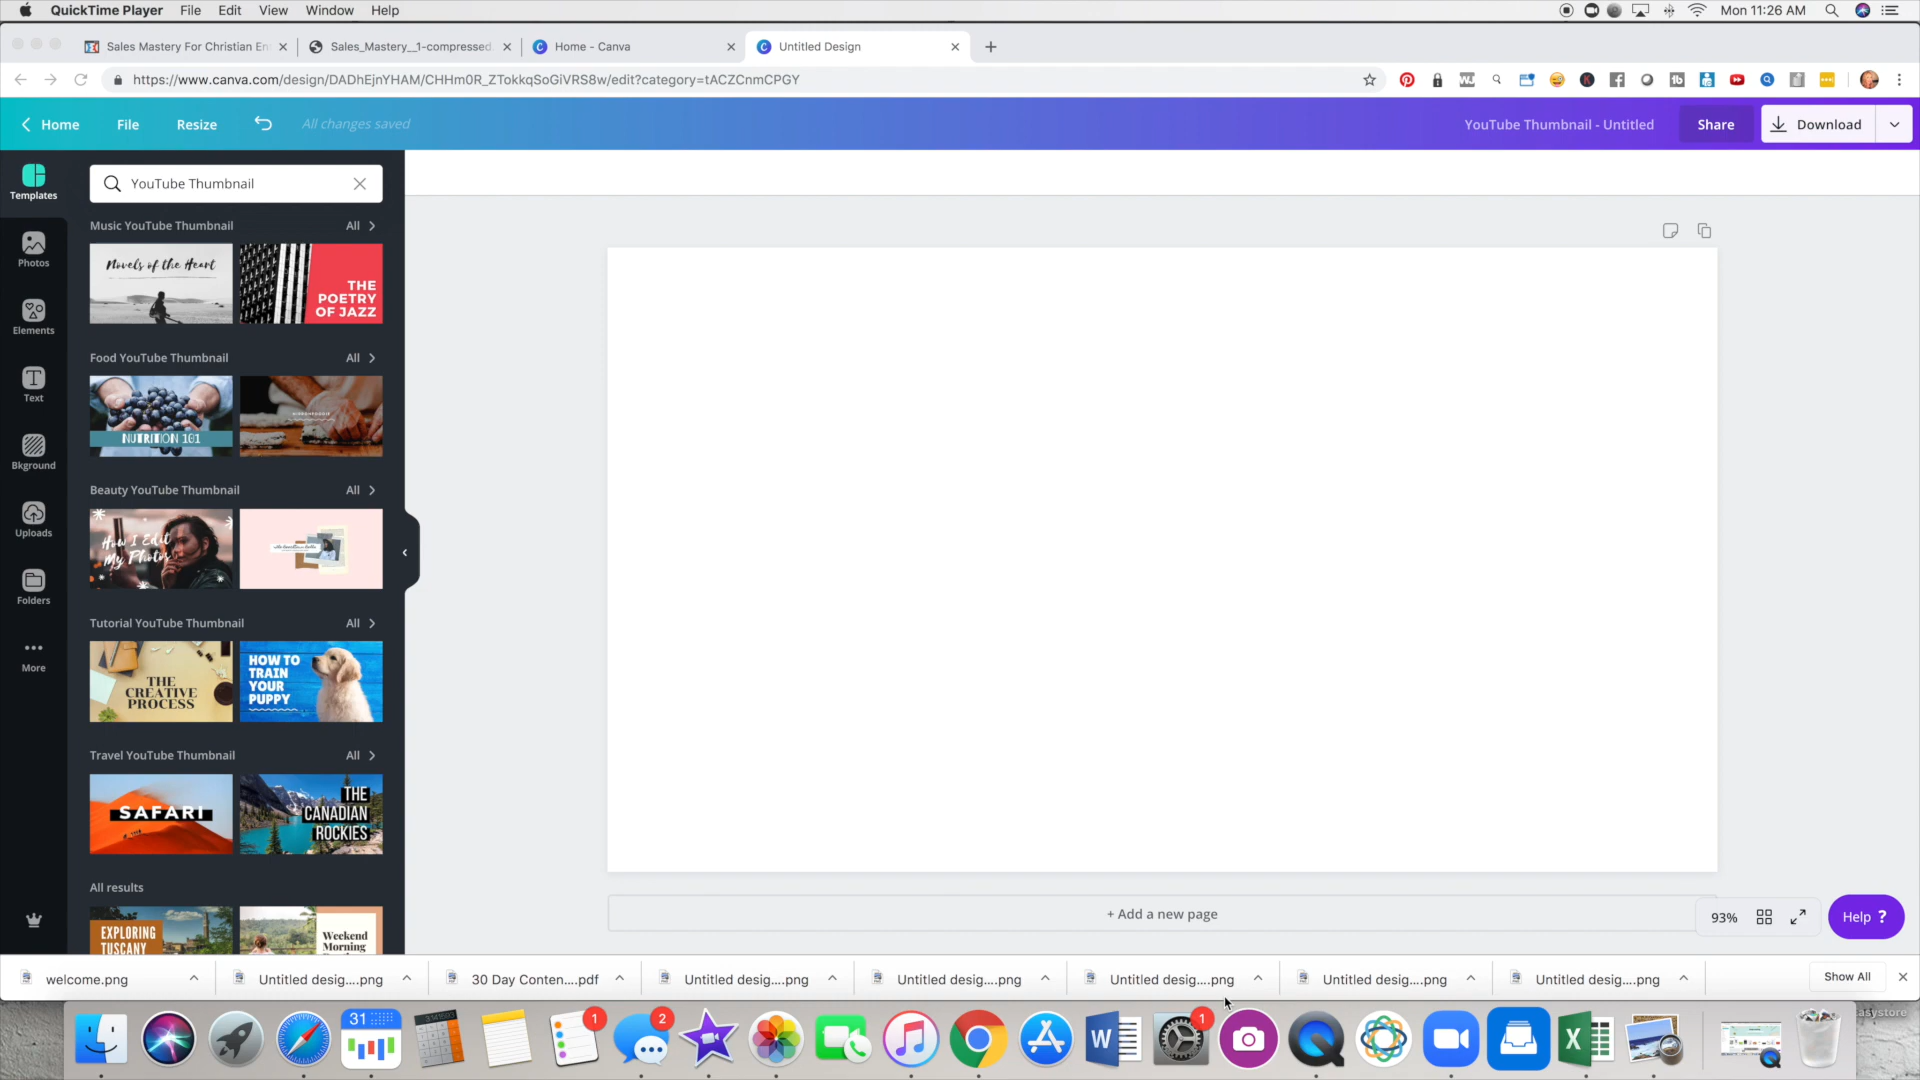 QuickTime Player File Edit View Window Help Mon 11:26 AM
Sales Mastery For Christian En Sales_Mastery__1-compressed. Home - Canva Untitled Design
https://www.canva.com/design/DADhEjnYHAM/CHHm0R_ZTokkqSoGiVRS8w/edit?category=tACZCnmCPGY
Home File Resize All changes saved YouTube Thumbnail - Untitled Share Download
Templates
Photos
Elements
Text
Bkground
Uploads
Folders
More
YouTube Thumbnail
Music YouTube Thumbnail All
Novels of the Heart
THE
POETRY
OF JAZZ
Food YouTube Thumbnail All
NUTRITION 101
Beauty YouTube Thumbnail All
How I Edit
My Photos
Tutorial YouTube Thumbnail All
THE
CREATIVE
PROCESS
HOW TO
TRAIN
YOUR
PUPPY
Travel YouTube Thumbnail All
SAFARI
THE
CANADIAN
ROCKIES
All results
EXPLORING
TUSCANY
Weekend
Morning
+ Add a new page
93%
Help ?
welcome.png Untitled desig....png 30 Day Conten....pdf Untitled desig....png Untitled desig....png Untitled desig....png Untitled desig....png Untitled desig....png Show All
31
1
2
1
easystore